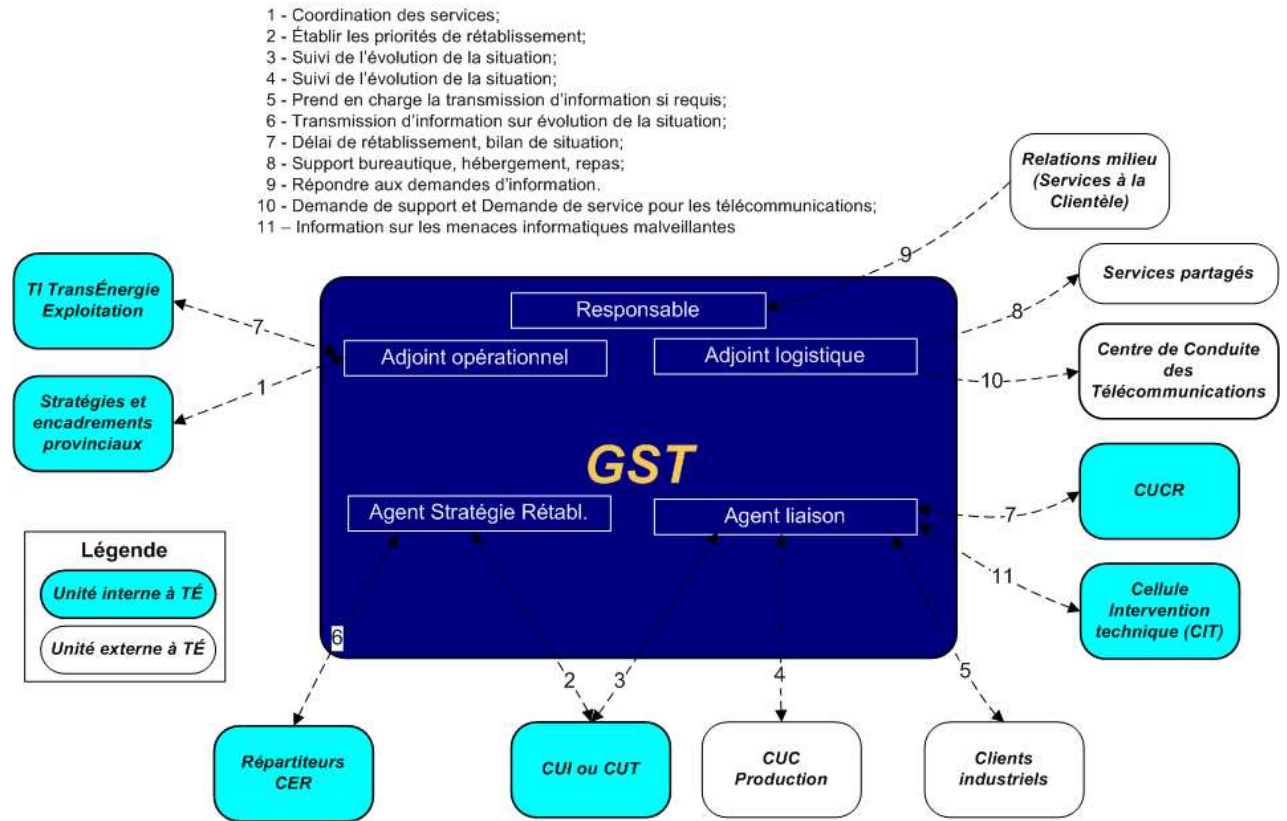 1 - Coordination des services;
2 - Établir les priorités de rétablissement;
3 - Suivi de l'évolution de la situation;
4 - Suivi de l'évolution de la situation;
5 - Prend en charge la transmission d'information si requis;
6 - Transmission d'information sur évolution de la situation;
7 - Délai de rétablissement, bilan de situation;
8 - Support bureautique, hébergement, repas;
9 - Répondre aux demandes d'information.
10 - Demande de support et Demande de service pour les télécommunications;
11 – Information sur les menaces informatiques malveillantes
Relations milieu
(Services à la
Clientèle)
9
TI TransÉnergie
Exploitation
7
Services partagés
8
Responsable
Adjoint opérationnel
Adjoint logistique
Centre de Conduite
des
Télécommunications
10
1
Stratégies et
encadrements
provinciaux
GST
CUCR
7
Agent Stratégie Rétabl.
Agent liaison
11
Cellule
Intervention
technique (CIT)
Légende
Unité interne à TÉ
Unité externe à TÉ
6
2
3
4
5
Répartiteurs
CER
CUI ou CUT
CUC
Production
Clients
industriels